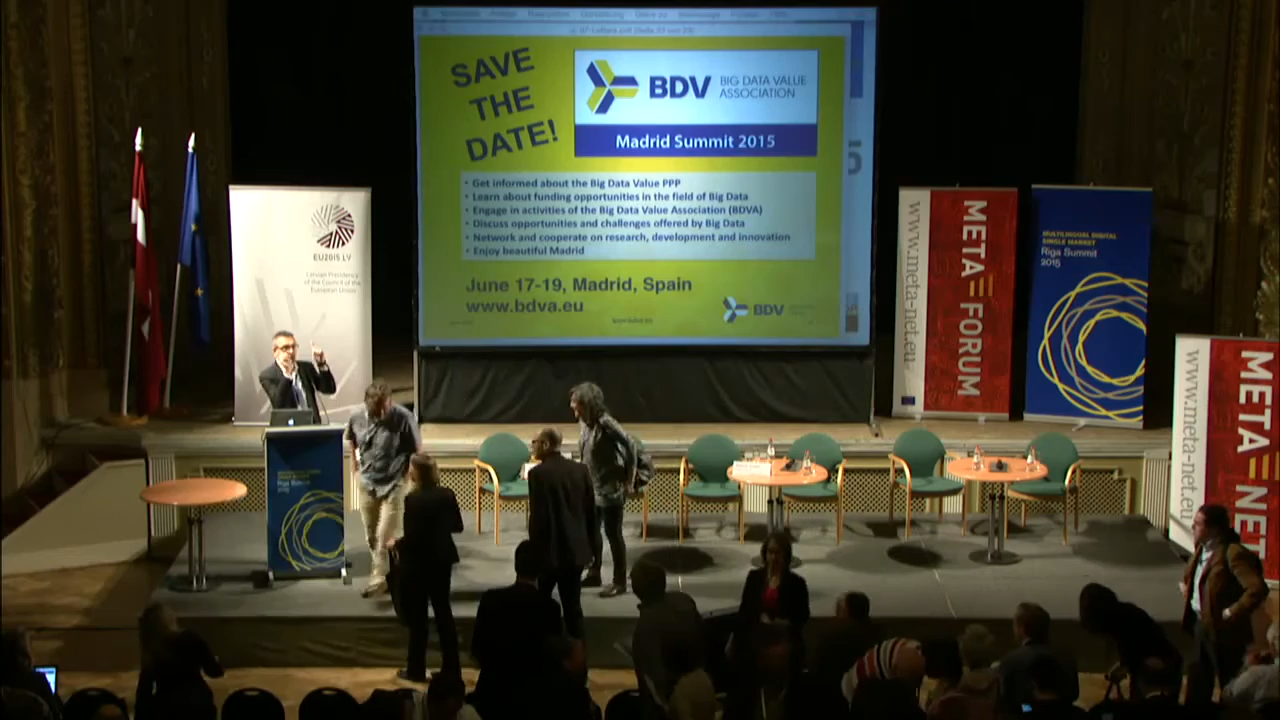 SAVE
THE
DATE!
BDV
BIG DATA VALUE
ASSOCIATION
Madrid Summit 2015
• Get informed about the Big Data Value PPP
• Learn about funding opportunities in the field of Big Data
• Engage in activities of the Big Data Value Association (BDVA)
• Discuss opportunities and challenges offered by Big Data
• Network and cooperate on research, development and innovation
• Enjoy beautiful Madrid
June 17-19, Madrid, Spain
www.bdva.eu
BDV
EU2015.LV
Latvian Presidency
of the Council of the
European Union
www.meta-net.eu
META FORUM
MULTILINGUAL DIGITAL
SINGLE MARKET
Riga Summit
2015
www.meta-net.eu
META NET
Riga Summit
2015